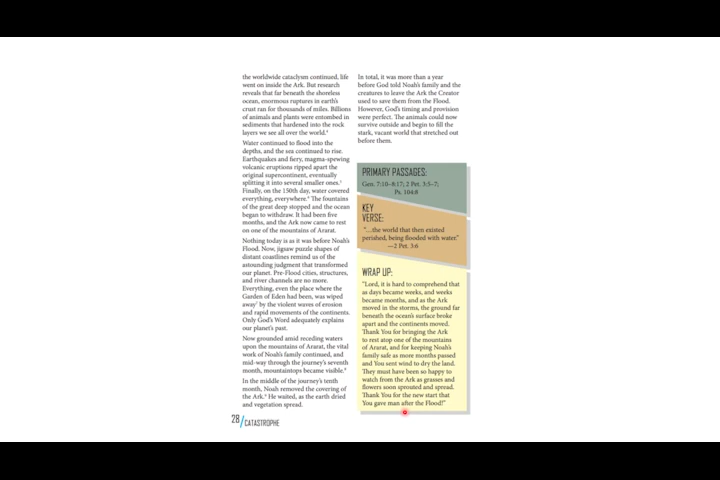 the worldwide cataclysm continued, life
went on inside the Ark. But research
reveals that far beneath the shoreless
ocean, enormous ruptures in earth's
crust ran for thousands of miles. Billions
of animals and plants were entombed in
sediments that hardened into the rock
layers we see all over the world.⁴
Water continued to flood into the
depths, and the sea continued to rise.
Earthquakes and fiery, magma-spewing
volcanic eruptions ripped apart the
original supercontinent, eventually
splitting it into several smaller ones.
Finally, on the 150th day, water covered
everything, everywhere. The fountains
of the great deep stopped and the ocean
began to withdraw. It had been five
months, and the Ark now came to rest
on one of the mountains of Ararat.
Nothing today is as it was before Noah's
Flood. Now, jigsaw puzzle shapes of
distant coastlines remind us of the
astounding judgment that transformed
our planet. Pre-Flood cities, structures,
and river channels are no more.
Everything, even the place where the
Garden of Eden had been, was wiped
away⁷ by the violent waves of erosion
and rapid movements of the continents.
Only God's Word adequately explains
our planet's past.
Now grounded amid receding waters
upon the mountains of Ararat, the vital
work of Noah's family continued, and
mid-way through the journey's seventh
month, mountaintops became visible.⁸
In the middle of the journey's tenth
month, Noah removed the covering of
the Ark.⁹ He waited, as the earth dried
and vegetation spread.
In total, it was more than a year
before God told Noah's family and the
creatures to leave the Ark the Creator
used to save them from the Flood.
However, God's timing and provision
were perfect. The animals could now
survive outside and begin to fill the
stark, vacant world that stretched out
before them.
PRIMARY PASSAGES:
Gen. 7:10–8:17; 2 Pet. 3:5–7;
Ps. 104:8
KEY
VERSE:
"…the world that then existed
perished, being flooded with water."
—2 Pet. 3:6
WRAP UP:
"Lord, it is hard to comprehend that
as days became weeks, and weeks
became months, and as the Ark
moved in the storms, the ground far
beneath the ocean's surface broke
apart and the continents moved.
Thank You for bringing the Ark
to rest atop one of the mountains
of Ararat, and for keeping Noah's
family safe as more months passed
and You sent wind to dry the land.
They must have been so happy to
watch from the Ark as grasses and
flowers soon sprouted and spread.
Thank You for the new start that
You gave man after the Flood!"
28/CATASTROPHE